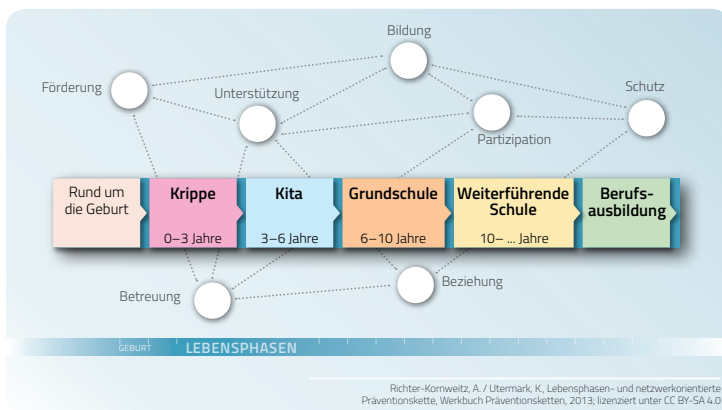 Bildung
Förderung
Unterstützung
Schutz
Partizipation
Rund um
die Geburt
Krippe
0–3 Jahre
Kita
3–6 Jahre
Grundschule
6–10 Jahre
Weiterführende
Schule
10– ... Jahre
Berufs-
ausbildung
Betreuung
Beziehung
GEBURT
LEBENSPHASEN
Richter-Kornweitz, A. / Utermark, K., Lebensphasen- und netzwerkorientierte
Präventionskette, Werkbuch Präventionsketten, 2013; lizenziert unter CC BY-SA 4.0